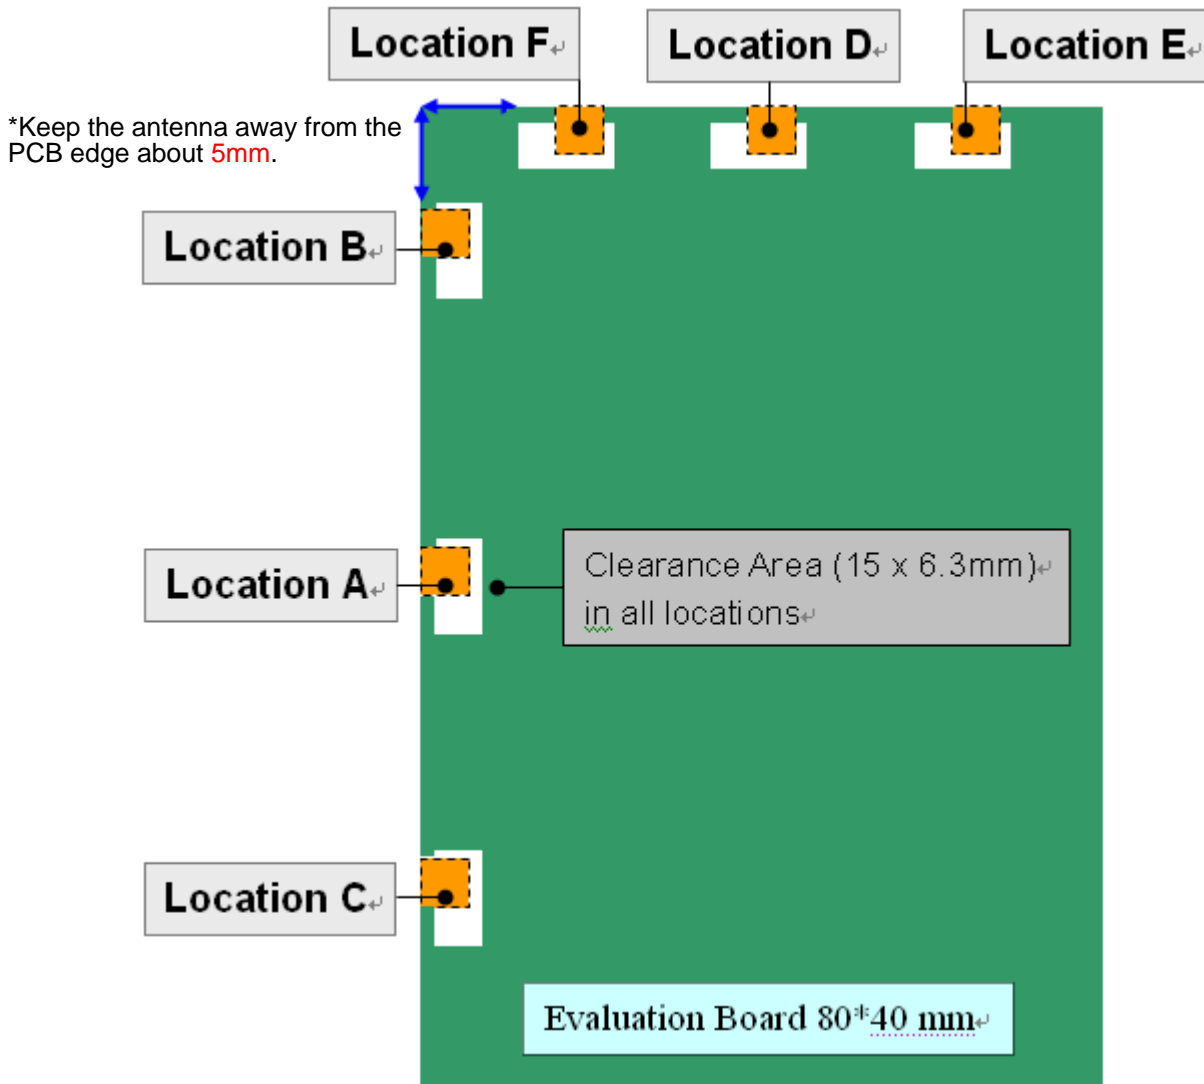 Location F
Location D
Location E
*Keep the antenna away from the
PCB edge about 5mm.
Location B
Location A
Clearance Area (15 x 6.3mm)
in all locations
Location C
Evaluation Board 80*40 mm